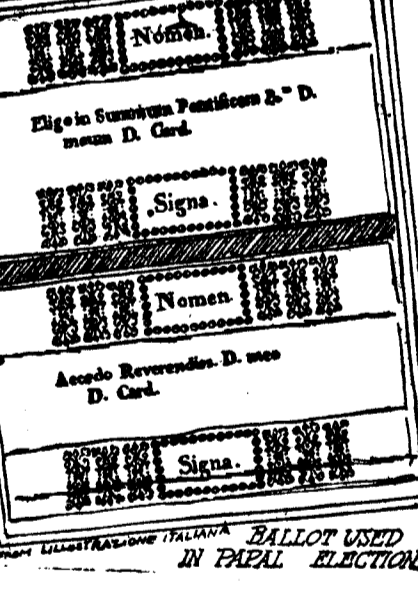 Nomen.
Eligo in Summum Pontificem R.ᵐ D.
meum D. Card.
Signa.
Nomen.
Accedo Reverendiss. D. meo
D. Card.
Signa.
FROM L'ILLUSTRAZIONE ITALIANA
BALLOT USED
IN PAPAL ELECTION